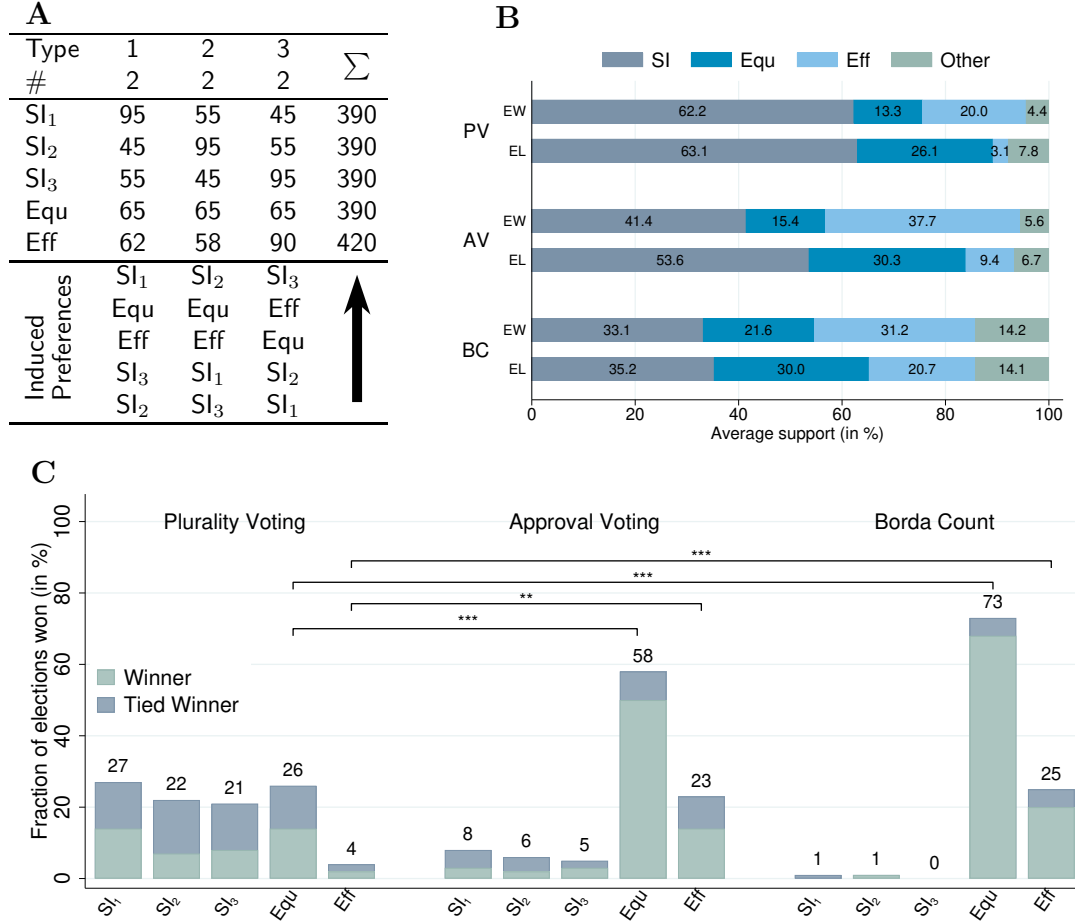 A
Type 1 2 3 ∑
# 2 2 2
SI₁ 95 55 45 390
SI₂ 45 95 55 390
SI₃ 55 45 95 390
Equ 65 65 65 390
Eff 62 58 90 420
Induced Preferences
SI₁ SI₂ SI₃
Equ Equ Eff
Eff Eff Equ
SI₃ SI₁ SI₂
SI₂ SI₃ SI₁
B
SI Equ Eff Other
PV
EW 62.2 13.3 20.0 4.4
EL 63.1 26.1 3.1 7.8
AV
EW 41.4 15.4 37.7 5.6
EL 53.6 30.3 9.4 6.7
BC
EW 33.1 21.6 31.2 14.2
EL 35.2 30.0 20.7 14.1
0 20 40 60 80 100
Average support (in %)
C
Plurality Voting Approval Voting Borda Count
Fraction of elections won (in %)
100
80
60
40
20
0
***
***
**
***
Winner
Tied Winner
27 22 21 26 4
8 6 5 58 23
1 1 0 73 25
SI₁ SI₂ SI₃ Equ Eff SI₁ SI₂ SI₃ Equ Eff SI₁ SI₂ SI₃ Equ Eff